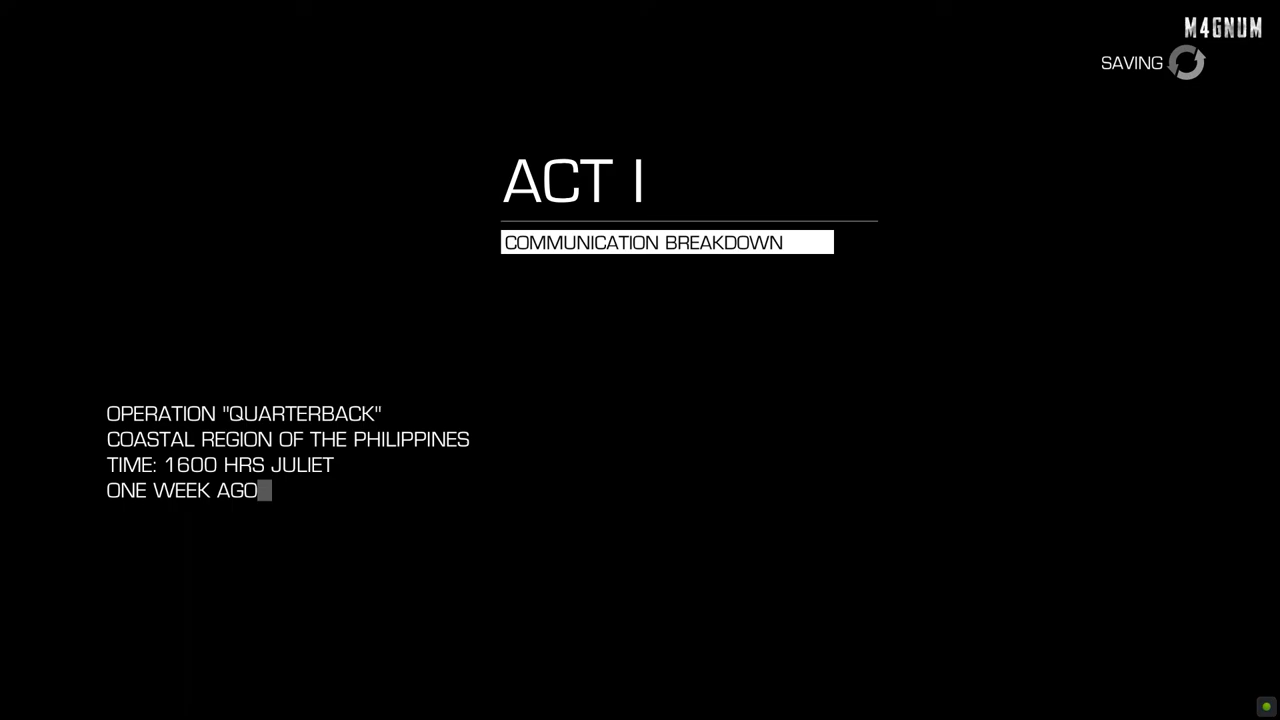 M4GNUM
SAVING
ACT I
COMMUNICATION BREAKDOWN
OPERATION "QUARTERBACK"
COASTAL REGION OF THE PHILIPPINES
TIME: 1600 HRS JULIET
ONE WEEK AGO